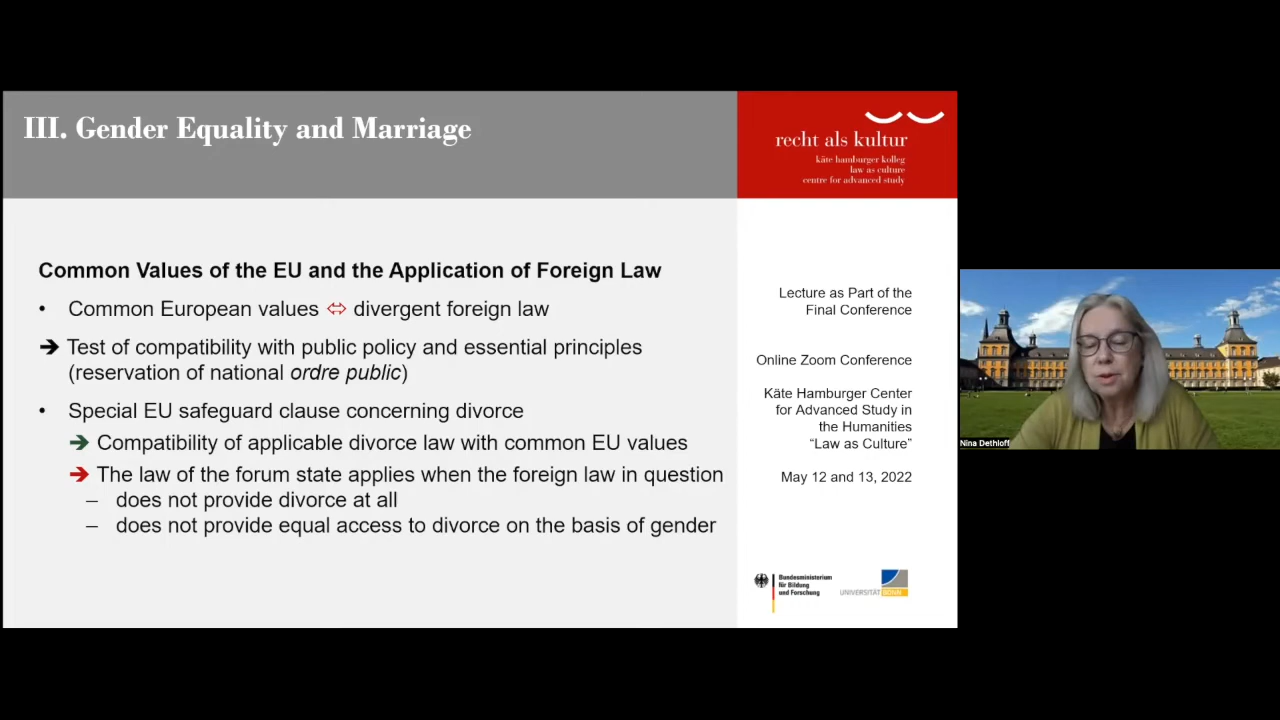 III. Gender Equality and Marriage
recht als kultur
käte hamburger kolleg
law as culture
centre for advanced study
Common Values of the EU and the Application of Foreign Law
• Common European values ⇔ divergent foreign law
➔ Test of compatibility with public policy and essential principles
(reservation of national ordre public)
• Special EU safeguard clause concerning divorce
➔ Compatibility of applicable divorce law with common EU values
➔ The law of the forum state applies when the foreign law in question
– does not provide divorce at all
– does not provide equal access to divorce on the basis of gender
Lecture as Part of the
Final Conference
Online Zoom Conference
Käte Hamburger Center
for Advanced Study in
the Humanities
“Law as Culture”
May 12 and 13, 2022
Bundesministerium
für Bildung
und Forschung
UNIVERSITÄT BONN
Nina Dethloff